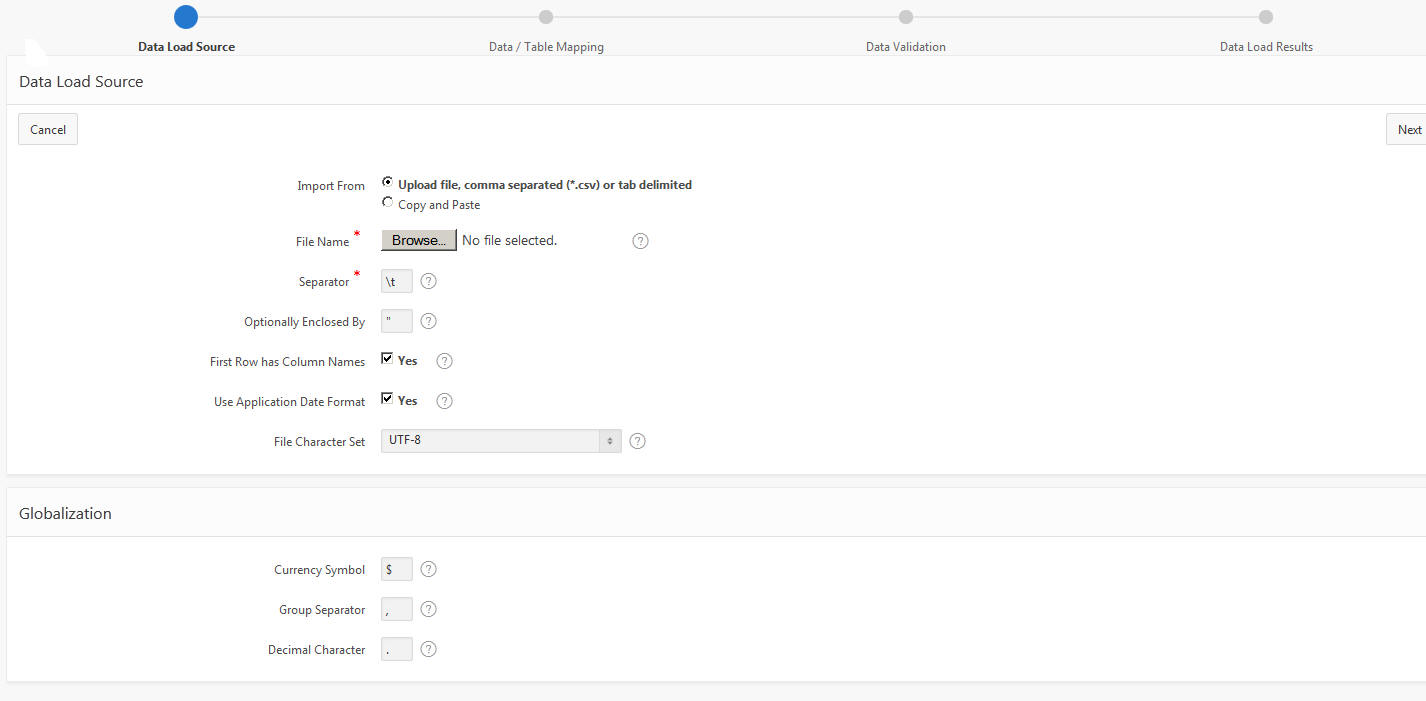 Data Load Source
Data / Table Mapping
Data Validation
Data Load Results
Data Load Source
Cancel
Next
Import From
Upload file, comma separated (*.csv) or tab delimited
Copy and Paste
File Name *
Browse... No file selected. ?
Separator * \t ?
Optionally Enclosed By " ?
First Row has Column Names Yes ?
Use Application Date Format Yes ?
File Character Set UTF-8 ?
Globalization
Currency Symbol $ ?
Group Separator , ?
Decimal Character . ?